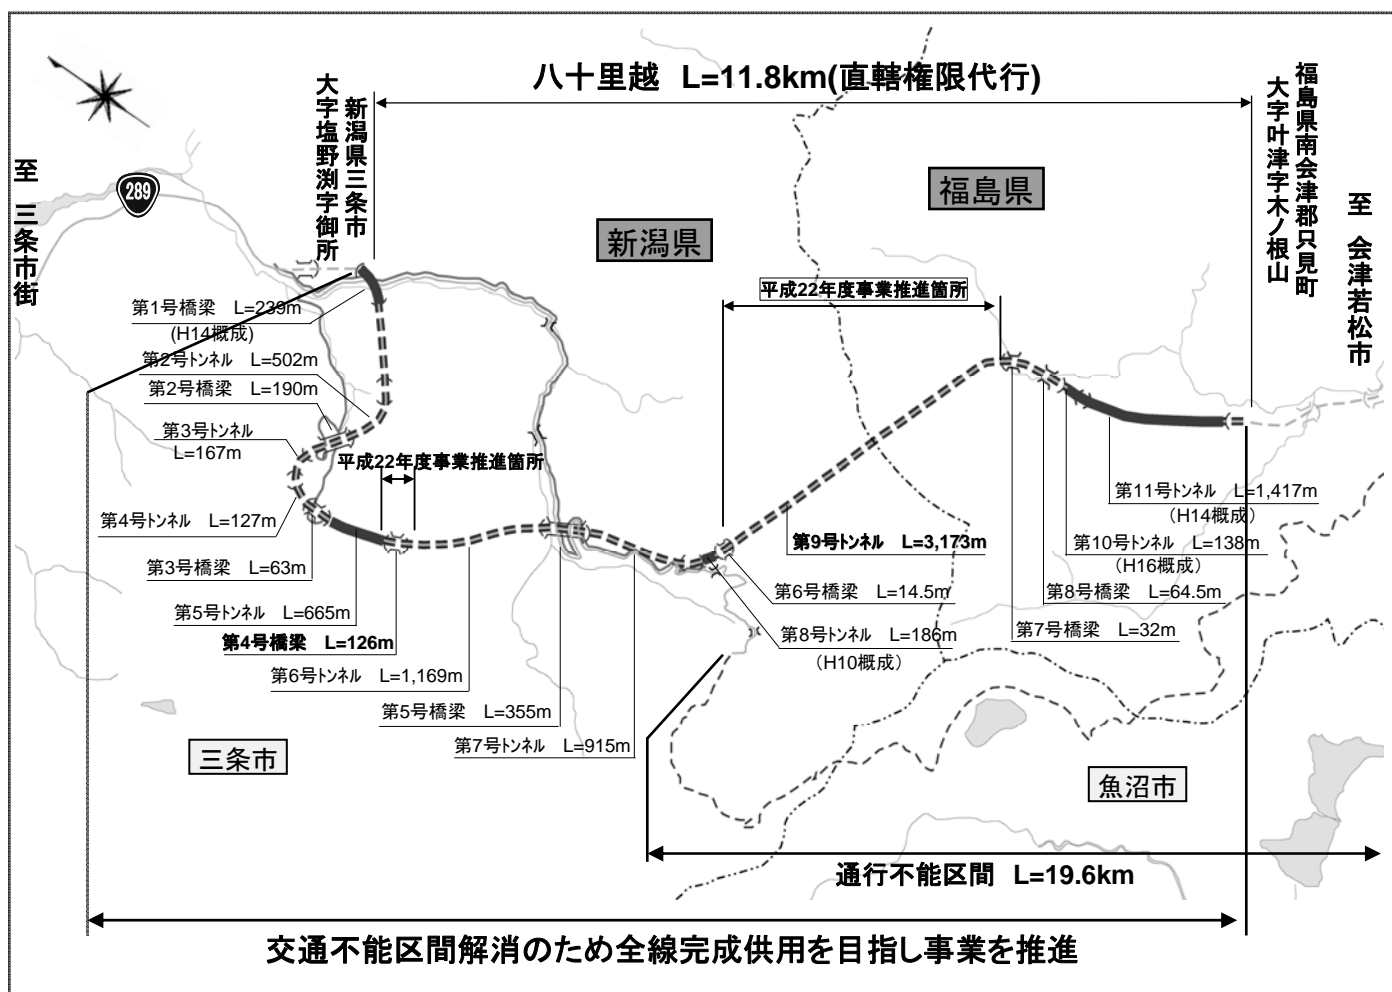 八十里越 L=11.8km(直轄権限代行)
新潟県三条市
大字塩野渕字御所
福島県南会津郡只見町
大字叶津字木ノ根山
至 三条市街
289
至 会津若松市
福島県
新潟県
平成22年度事業推進箇所
第1号橋梁 L=239m
(H14概成)
第2号トンネル L=502m
第2号橋梁 L=190m
第3号トンネル
L=167m
平成22年度事業推進箇所
第4号トンネル L=127m
第3号橋梁 L=63m
第5号トンネル L=665m
第4号橋梁 L=126m
第6号トンネル L=1,169m
第5号橋梁 L=355m
第7号トンネル L=915m
第9号トンネル L=3,173m
第6号橋梁 L=14.5m
第8号トンネル L=186m
(H10概成)
第11号トンネル L=1,417m
(H14概成)
第10号トンネル L=138m
(H16概成)
第8号橋梁 L=64.5m
第7号橋梁 L=32m
三条市
魚沼市
通行不能区間 L=19.6km
交通不能区間解消のため全線完成供用を目指し事業を推進